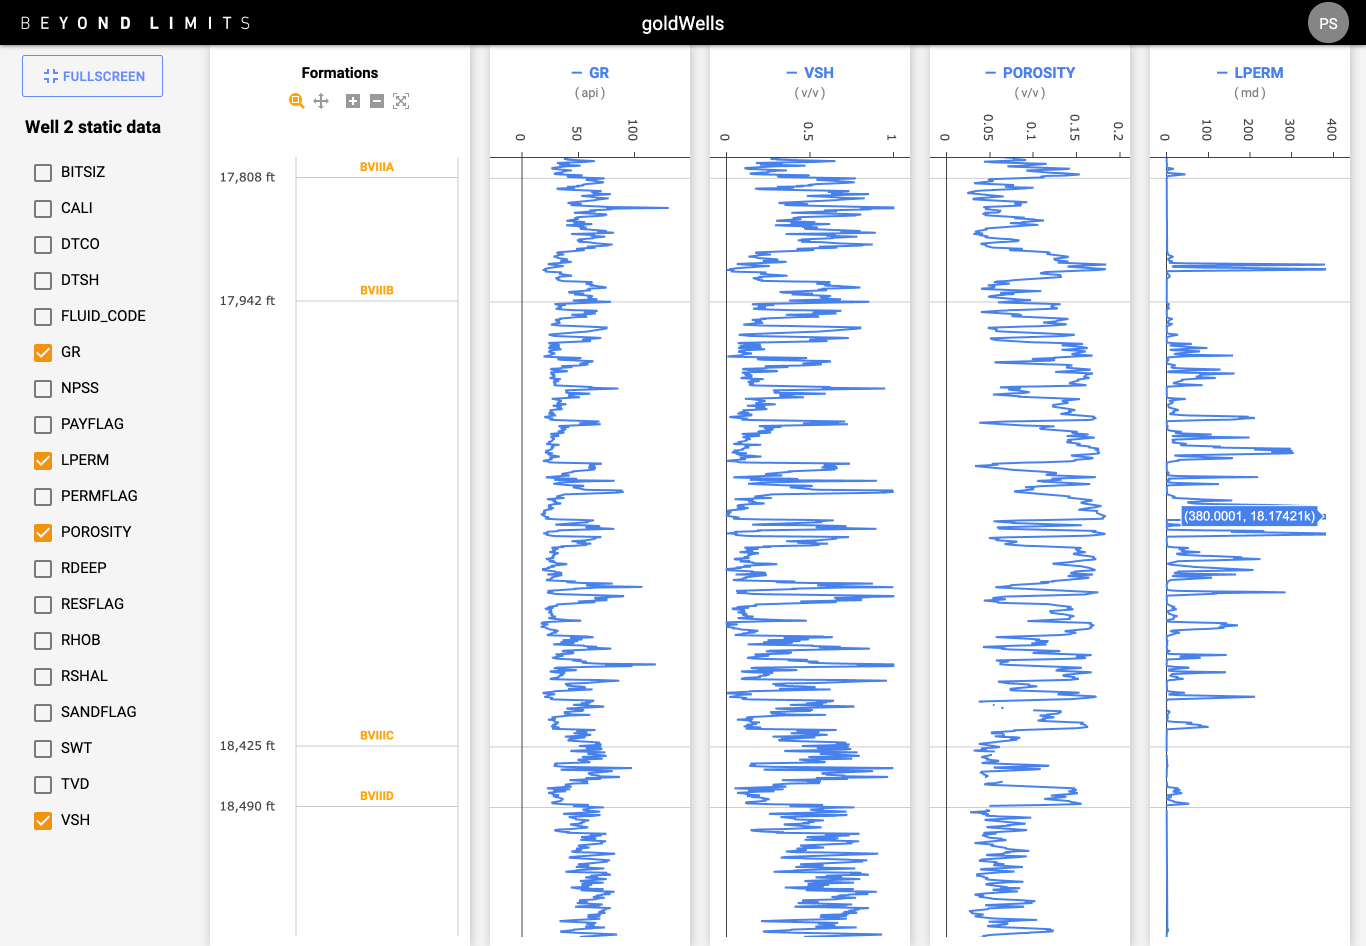 BEYOND LIMITS
goldWells
PS
FULLSCREEN
Well 2 static data
BITSIZ
CALI
DTCO
DTSH
FLUID_CODE
GR
NPSS
PAYFLAG
LPERM
PERMFLAG
POROSITY
RDEEP
RESFLAG
RHOB
RSHAL
SANDFLAG
SWT
TVD
VSH
Formations
BVIIIA
17,808 ft
BVIIIB
17,942 ft
BVIIIC
18,425 ft
BVIIID
18,490 ft
GR
(api)
0 50 100
VSH
(v/v)
0 0.5 1
POROSITY
(v/v)
0 0.05 0.1 0.15 0.2
LPERM
(md)
0 100 200 300 400
(380.0001, 18.17421k)